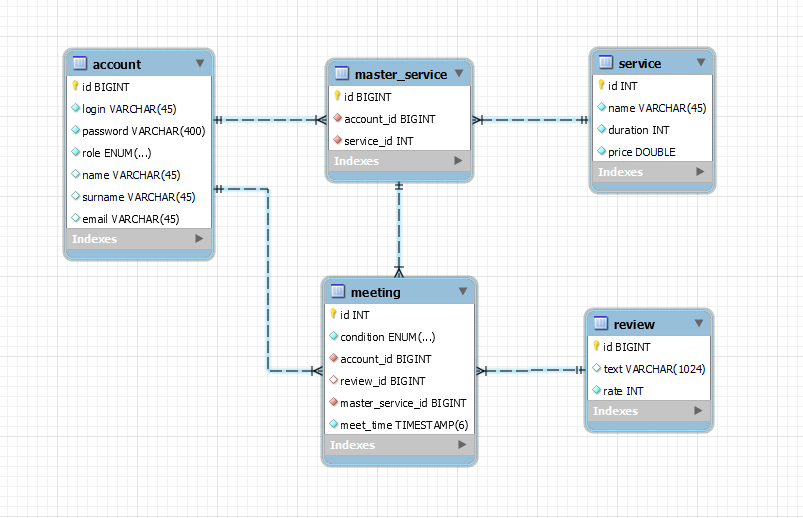 account
id BIGINT
login VARCHAR(45)
password VARCHAR(400)
role ENUM(...)
name VARCHAR(45)
surname VARCHAR(45)
email VARCHAR(45)
Indexes
master_service
id BIGINT
account_id BIGINT
service_id INT
Indexes
service
id INT
name VARCHAR(45)
duration INT
price DOUBLE
Indexes
meeting
id INT
condition ENUM(...)
account_id BIGINT
review_id BIGINT
master_service_id BIGINT
meet_time TIMESTAMP(6)
Indexes
review
id BIGINT
text VARCHAR(1024)
rate INT
Indexes